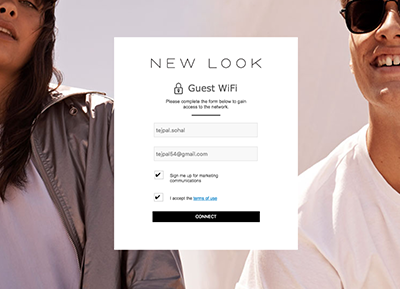 NEW LOOK
Guest WiFi
Please complete the form below to gain
access to the network.
tejpal.sohal
tejpal54@gmail.com
Sign me up for marketing
communications
I accept the terms of use
CONNECT